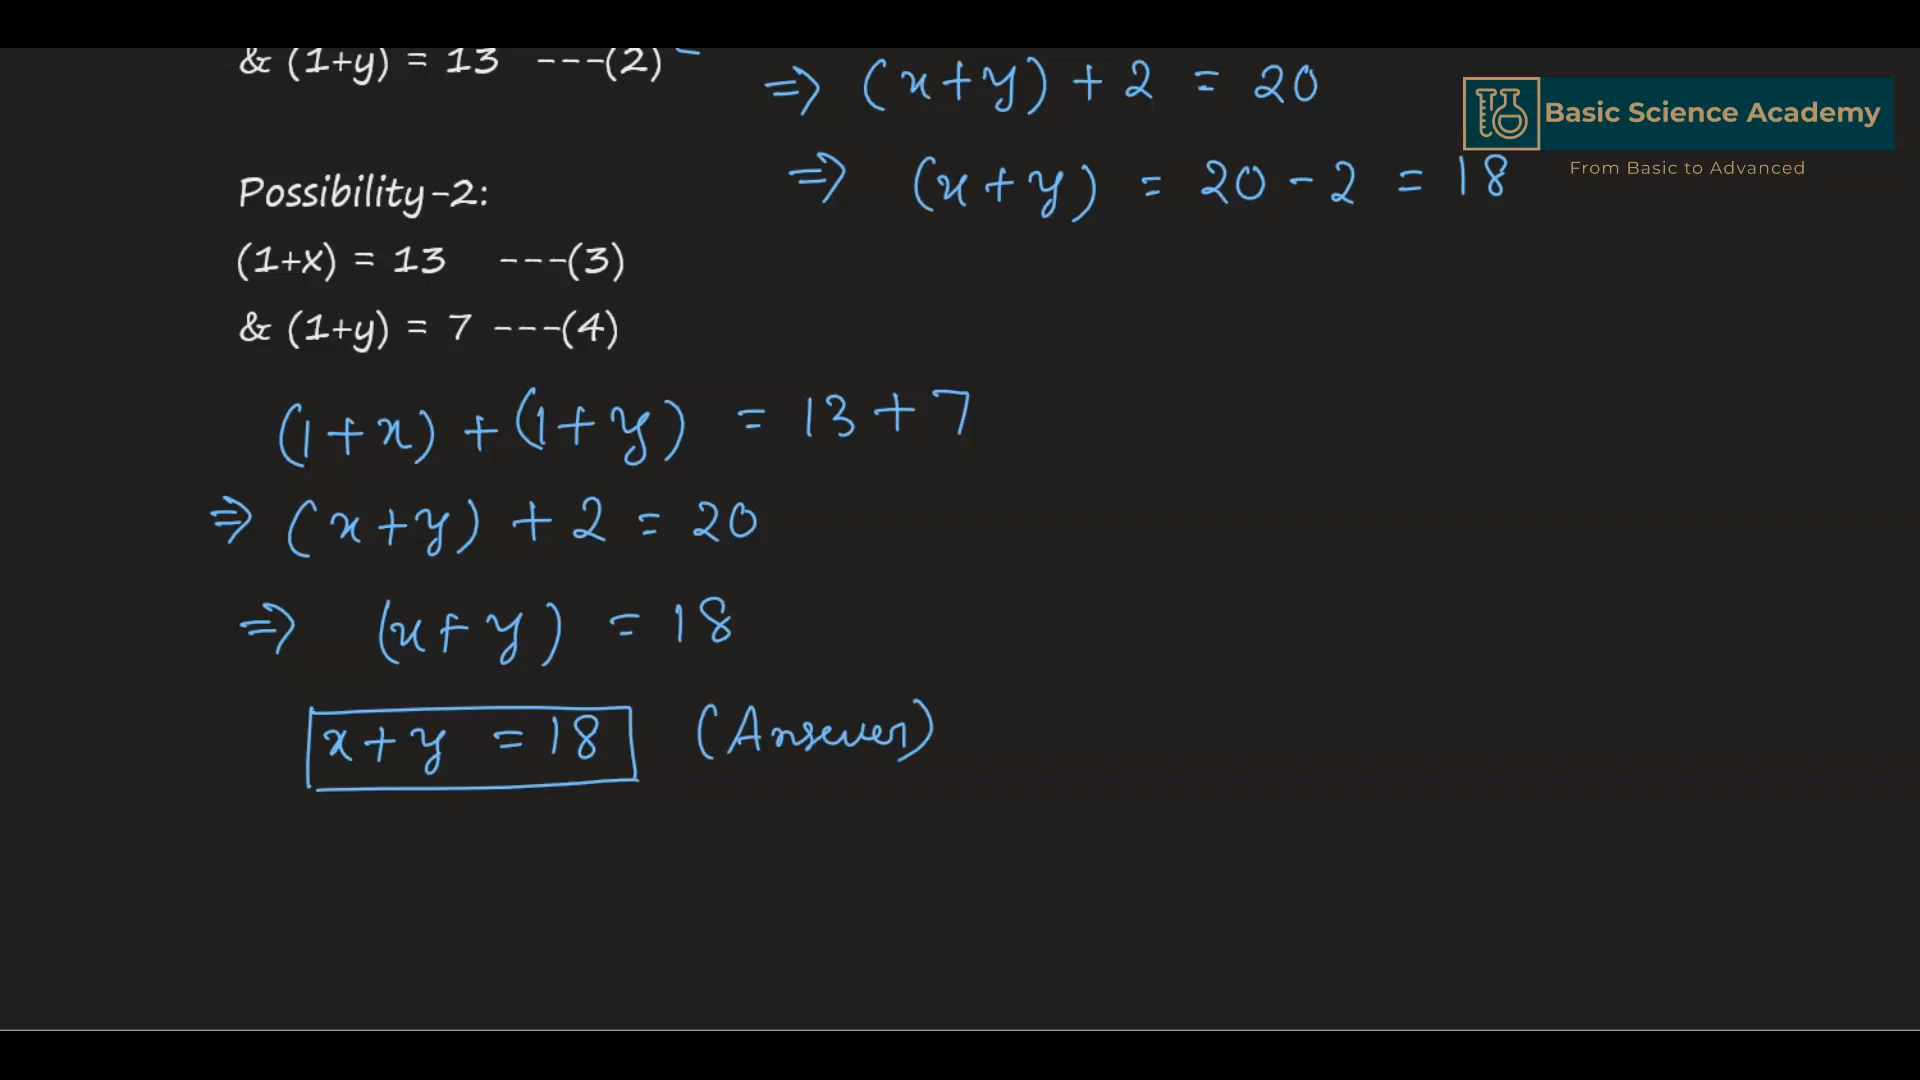 & (1+y) = 13 ---(2)
⇒ (x+y) + 2 = 20
⇒ (x+y) = 20 - 2 = 18
Basic Science Academy
From Basic to Advanced
Possibility-2:
(1+x) = 13 ---(3)
& (1+y) = 7 ---(4)
(1+x) + (1+y) = 13+7
⇒ (x+y) + 2 = 20
⇒ (x+y) = 18
x+y = 18 (Answer)